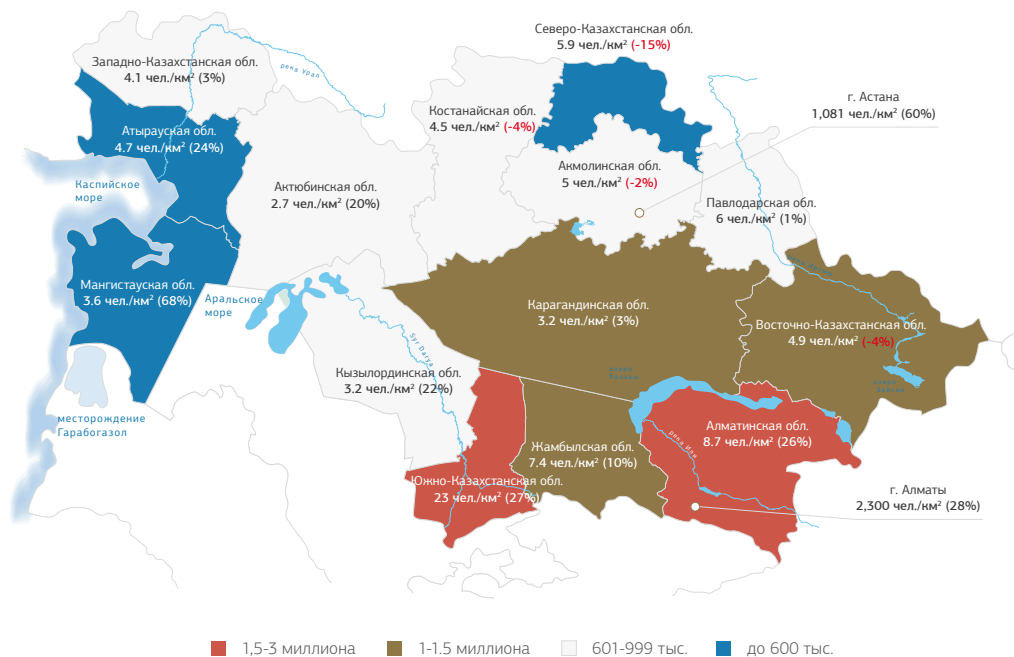 Северо-Казахстанская обл.
5.9 чел./км² (-15%)
Западно-Казахстанская обл.
4.1 чел./км² (3%)
река Урал
г. Астана
1,081 чел./км² (60%)
Костанайская обл.
4.5 чел./км² (-4%)
Атырауская обл.
4.7 чел./км² (24%)
Акмолинская обл.
5 чел./км² (-2%)
Каспийское
море
Актюбинская обл.
2.7 чел./км² (20%)
Павлодарская обл.
6 чел./км² (1%)
Мангистауская обл.
3.6 чел./км² (68%)
Аральское
море
Карагандинская обл.
3.2 чел./км² (3%)
Восточно-Казахстанская обл.
4.9 чел./км² (-4%)
Syr Darya
Кызылординская обл.
3.2 чел./км² (22%)
месторождение
Гарабогазол
Алматинская обл.
8.7 чел./км² (26%)
река Или
Жамбылская обл.
7.4 чел./км² (10%)
Южно-Казахстанская обл.
23 чел./км² (27%)
г. Алматы
2,300 чел./км² (28%)
1,5-3 миллиона
1-1.5 миллиона
601-999 тыс.
до 600 тыс.